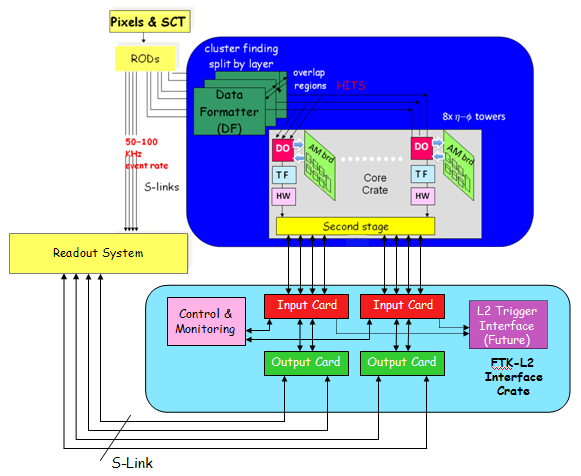 Pixels & SCT
RODs
cluster finding
split by layer
overlap
regions
HITS
Data
Formatter
(DF)
8x η–φ towers
50~100
KHz
event rate
S-links
DO
AM brd
TF
HW
Core
Crate
DO
AM brd
TF
HW
Second stage
Readout System
Control &
Monitoring
Input Card
Input Card
L2 Trigger
Interface
(Future)
Output Card
Output Card
FTK-L2
Interface
Crate
S-Link